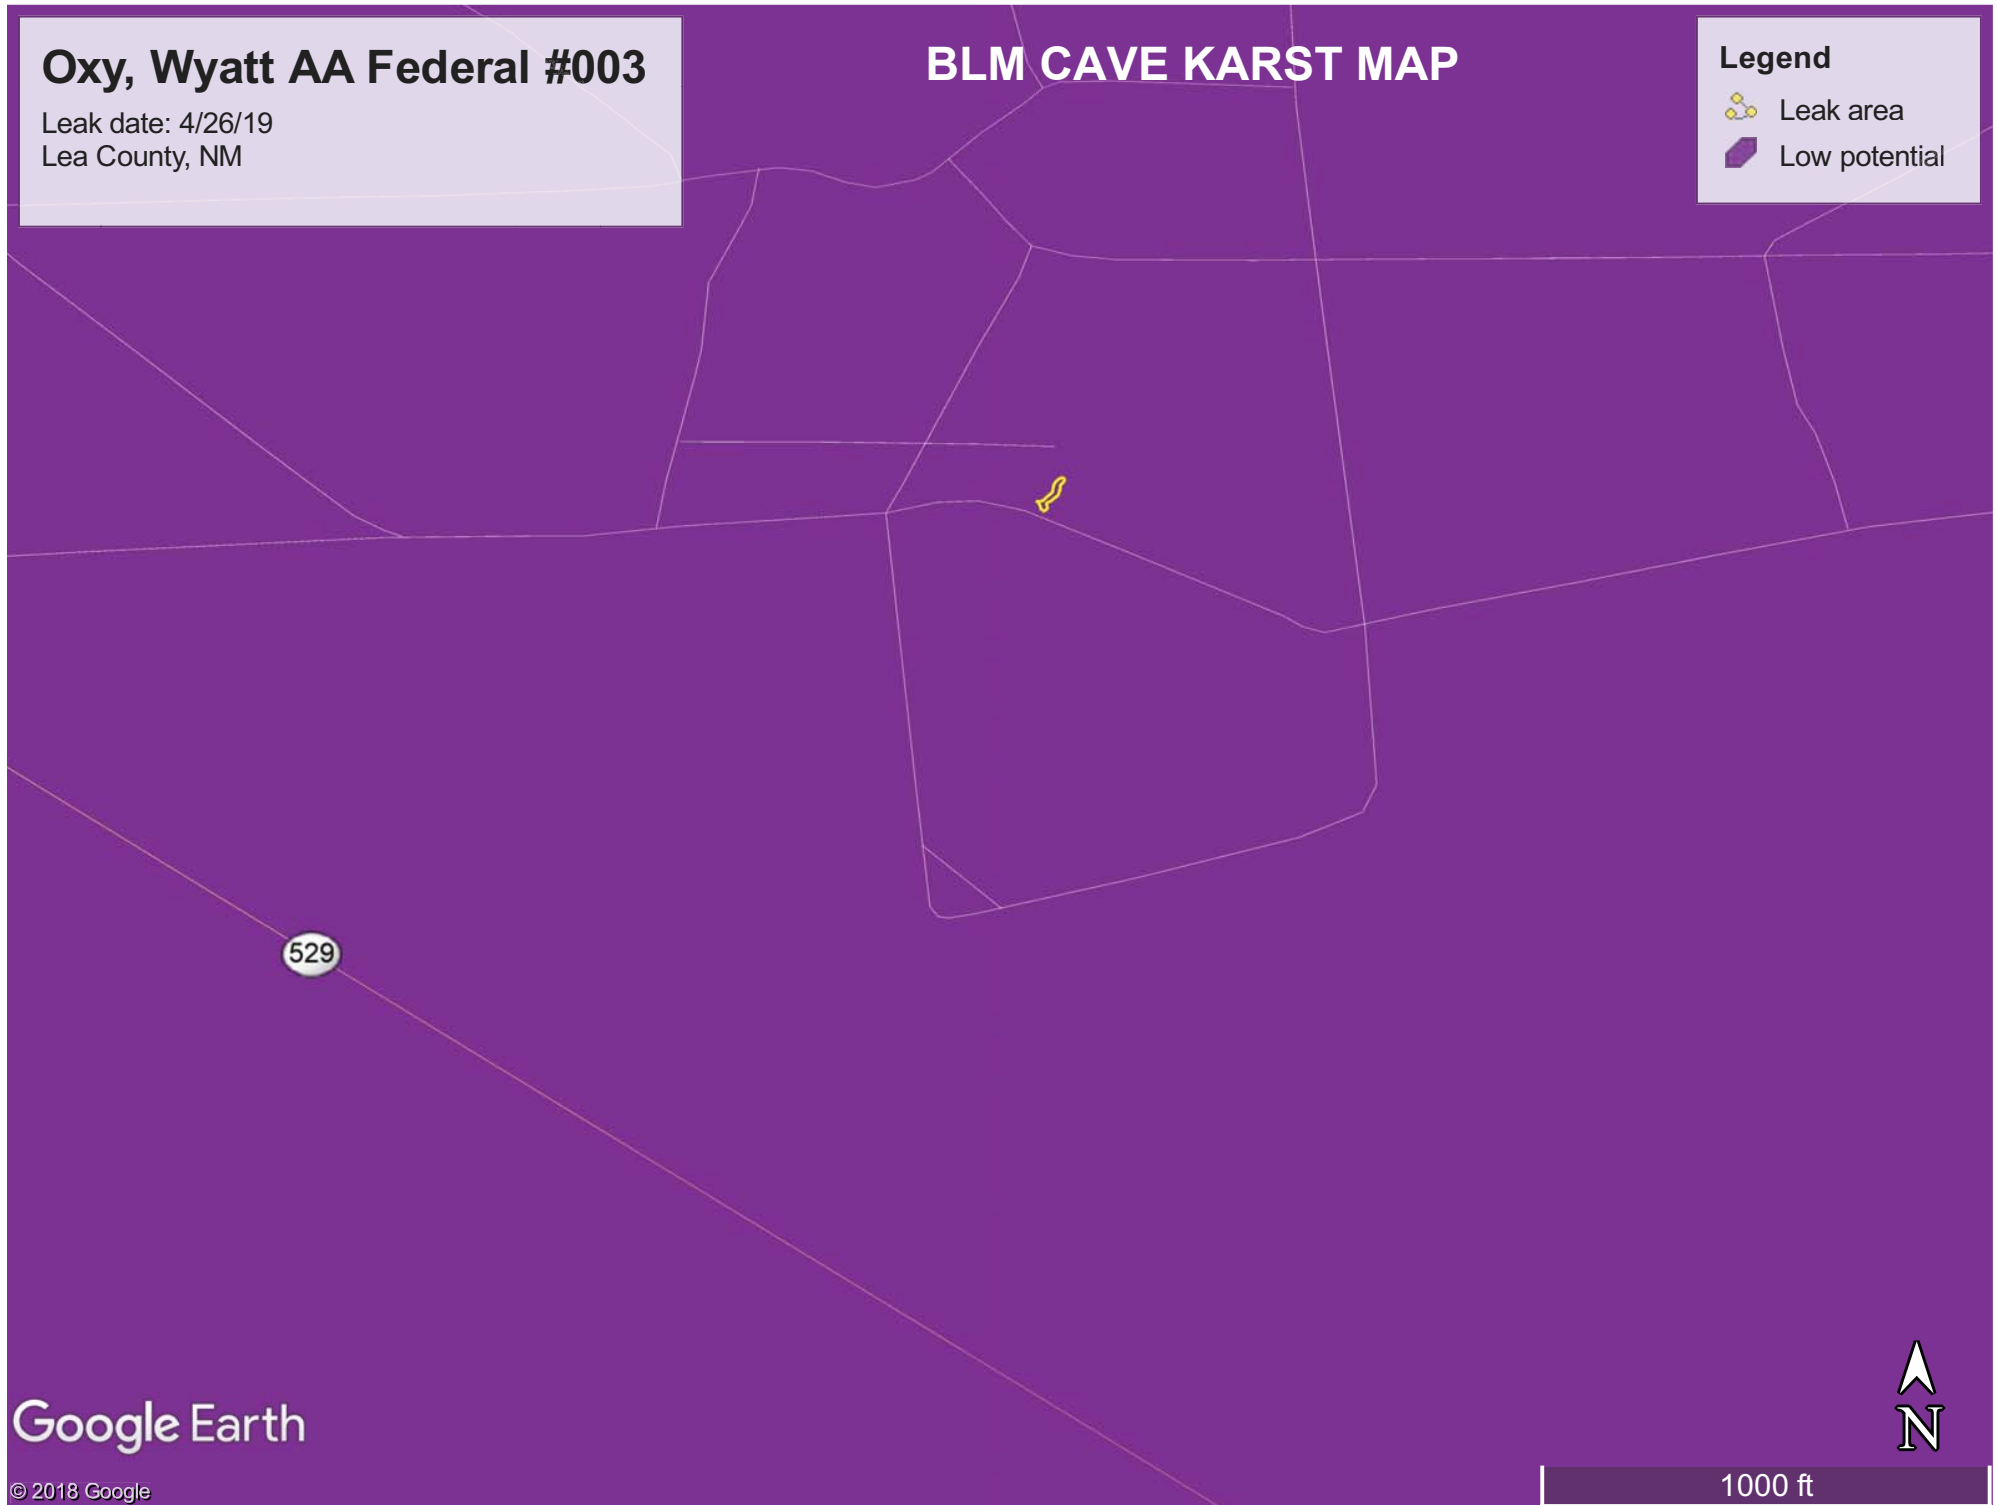 Oxy, Wyatt AA Federal #003
Leak date: 4/26/19
Lea County, NM
BLM CAVE KARST MAP
Legend
Leak area
Low potential
529
Google Earth
© 2018 Google
N
1000 ft